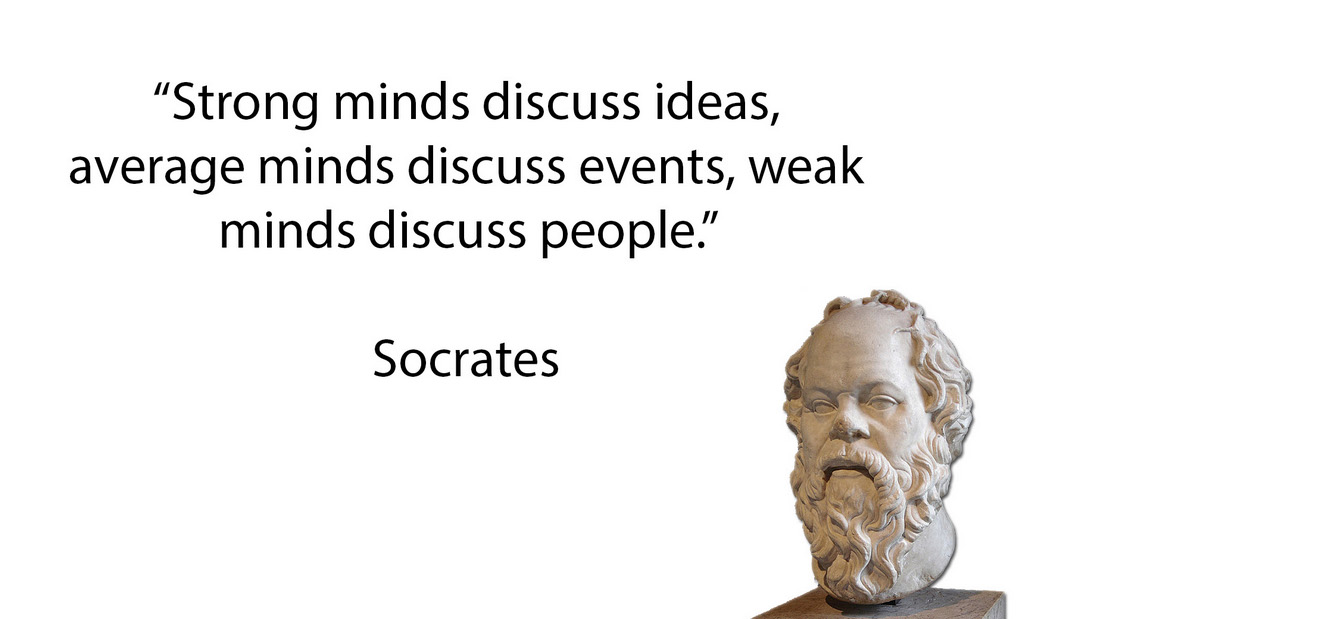 “Strong minds discuss ideas,
average minds discuss events, weak
minds discuss people.”
Socrates